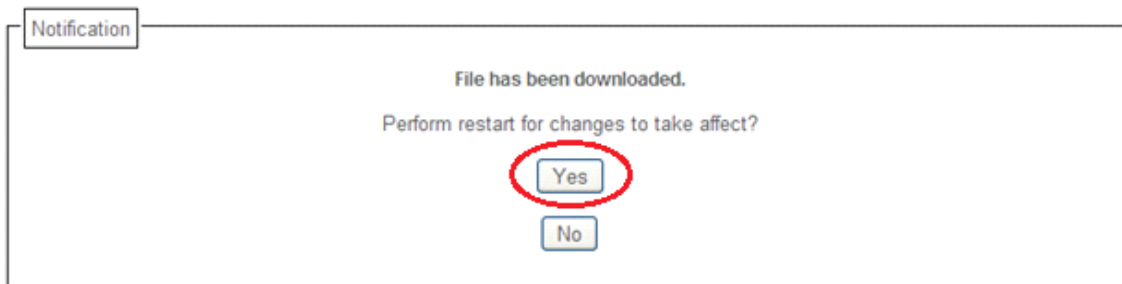 Notification
File has been downloaded.
Perform restart for changes to take affect?
Yes
No